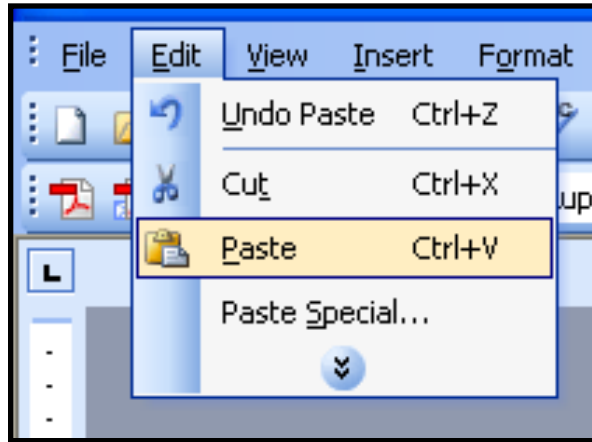 File Edit View Insert Format
Undo Paste Ctrl+Z
Cut Ctrl+X
Paste Ctrl+V
Paste Special...